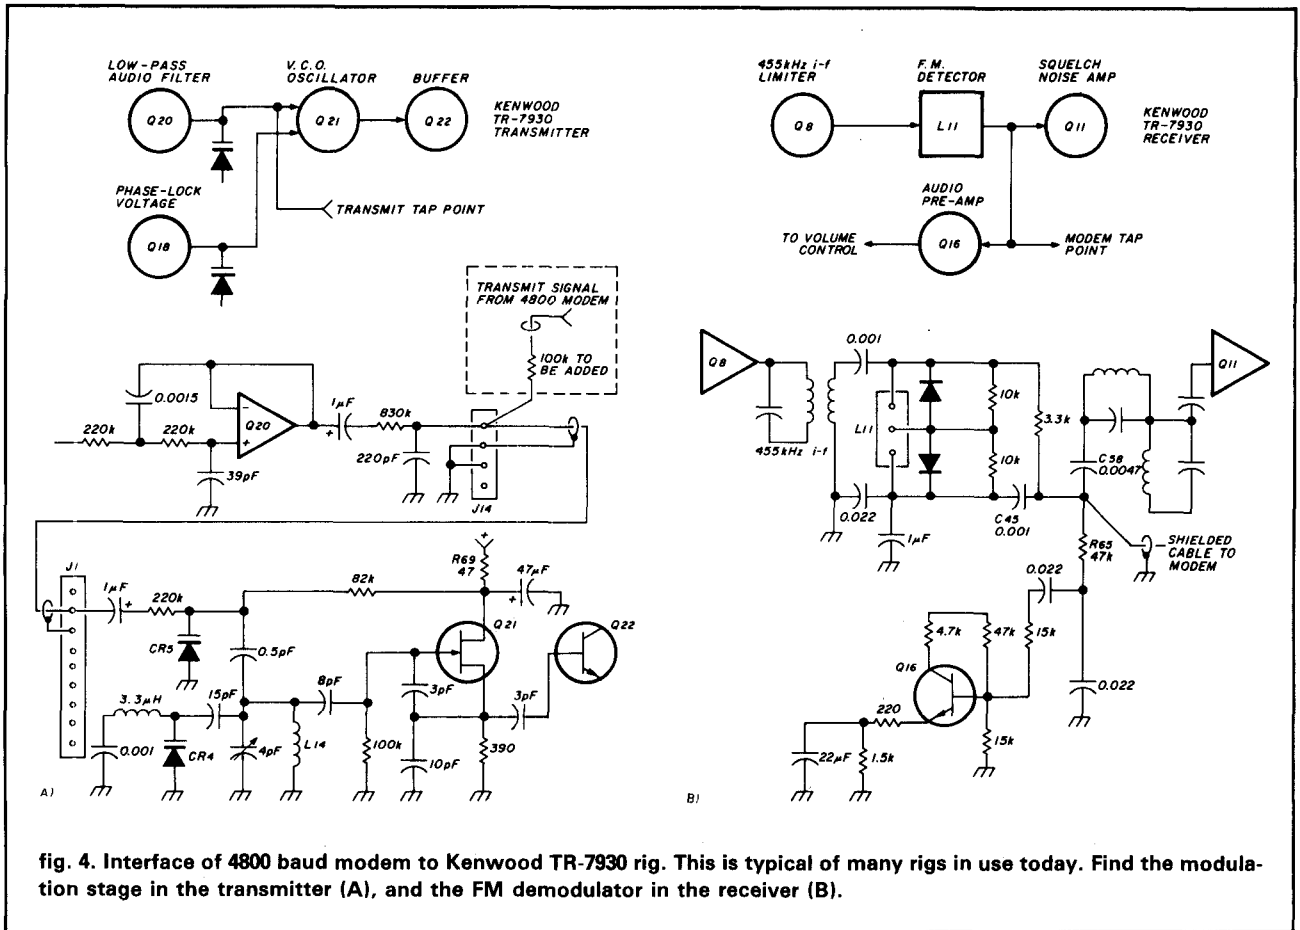 LOW-PASS
AUDIO FILTER
V.C.O.
OSCILLATOR
BUFFER
Q20
Q21
Q22
KENWOOD
TR-7930
TRANSMITTER
PHASE-LOCK
VOLTAGE
Q18
TRANSMIT TAP POINT
455kHz i-f
LIMITER
F.M.
DETECTOR
SQUELCH
NOISE AMP
Q8
L11
Q11
KENWOOD
TR-7930
RECEIVER
AUDIO
PRE-AMP
TO VOLUME
CONTROL
Q16
MODEM TAP
POINT
TRANSMIT SIGNAL
FROM 4800 MODEM
100k TO
BE ADDED
0.0015
220k
220k
39pF
-
+
Q20
1µF
+
830k
220pF
J14
J1
1µF
+
220k
CR5
82k
R69
47
+
47µF
+
Q21
Q22
0.5pF
15pF
3.3µH
0.001
CR4
4pF
L14
8pF
100k
3pF
10pF
3pF
390
A)
Q8
455kHz i-f
0.001
L11
0.022
1µF
10k
10k
3.3k
C45
0.001
C58
0.0047
Q11
R65
47k
SHIELDED
CABLE TO
MODEM
0.022
4.7k
47k
15k
Q16
0.022
220
15k
22µF
1.5k
B)
fig. 4. Interface of 4800 baud modem to Kenwood TR-7930 rig. This is typical of many rigs in use today. Find the modula-
tion stage in the transmitter (A), and the FM demodulator in the receiver (B).